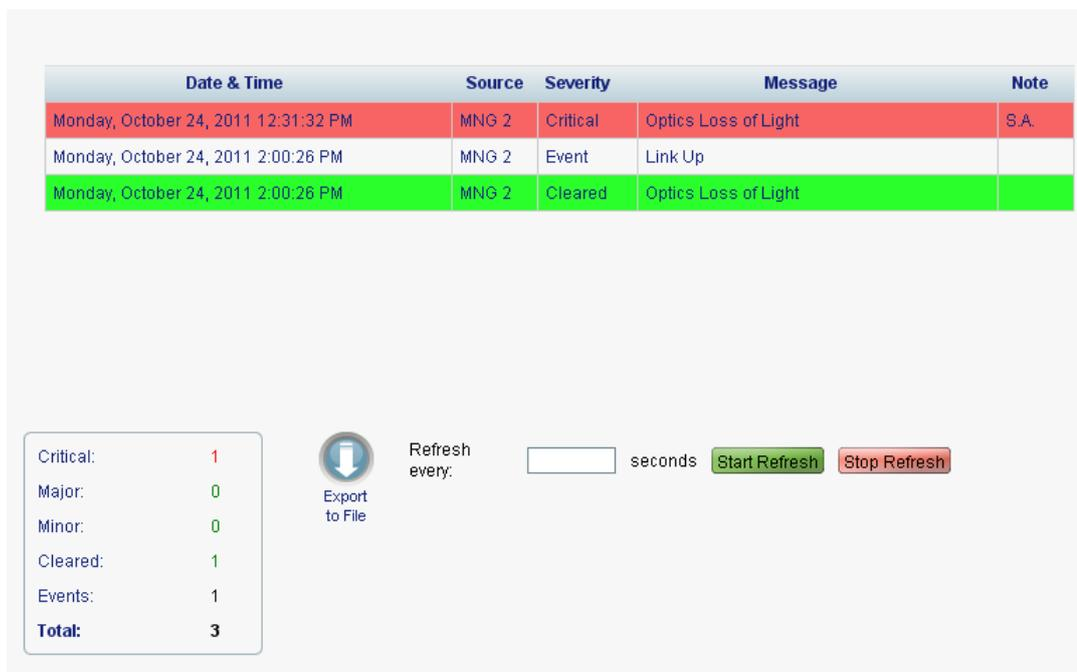 Date & Time Source Severity Message Note
Monday, October 24, 2011 12:31:32 PM MNG 2 Critical Optics Loss of Light S.A.
Monday, October 24, 2011 2:00:26 PM MNG 2 Event Link Up
Monday, October 24, 2011 2:00:26 PM MNG 2 Cleared Optics Loss of Light
Critical: 1
Major: 0
Minor: 0
Cleared: 1
Events: 1
Total: 3
Export
to File
Refresh
every:
seconds Start Refresh Stop Refresh